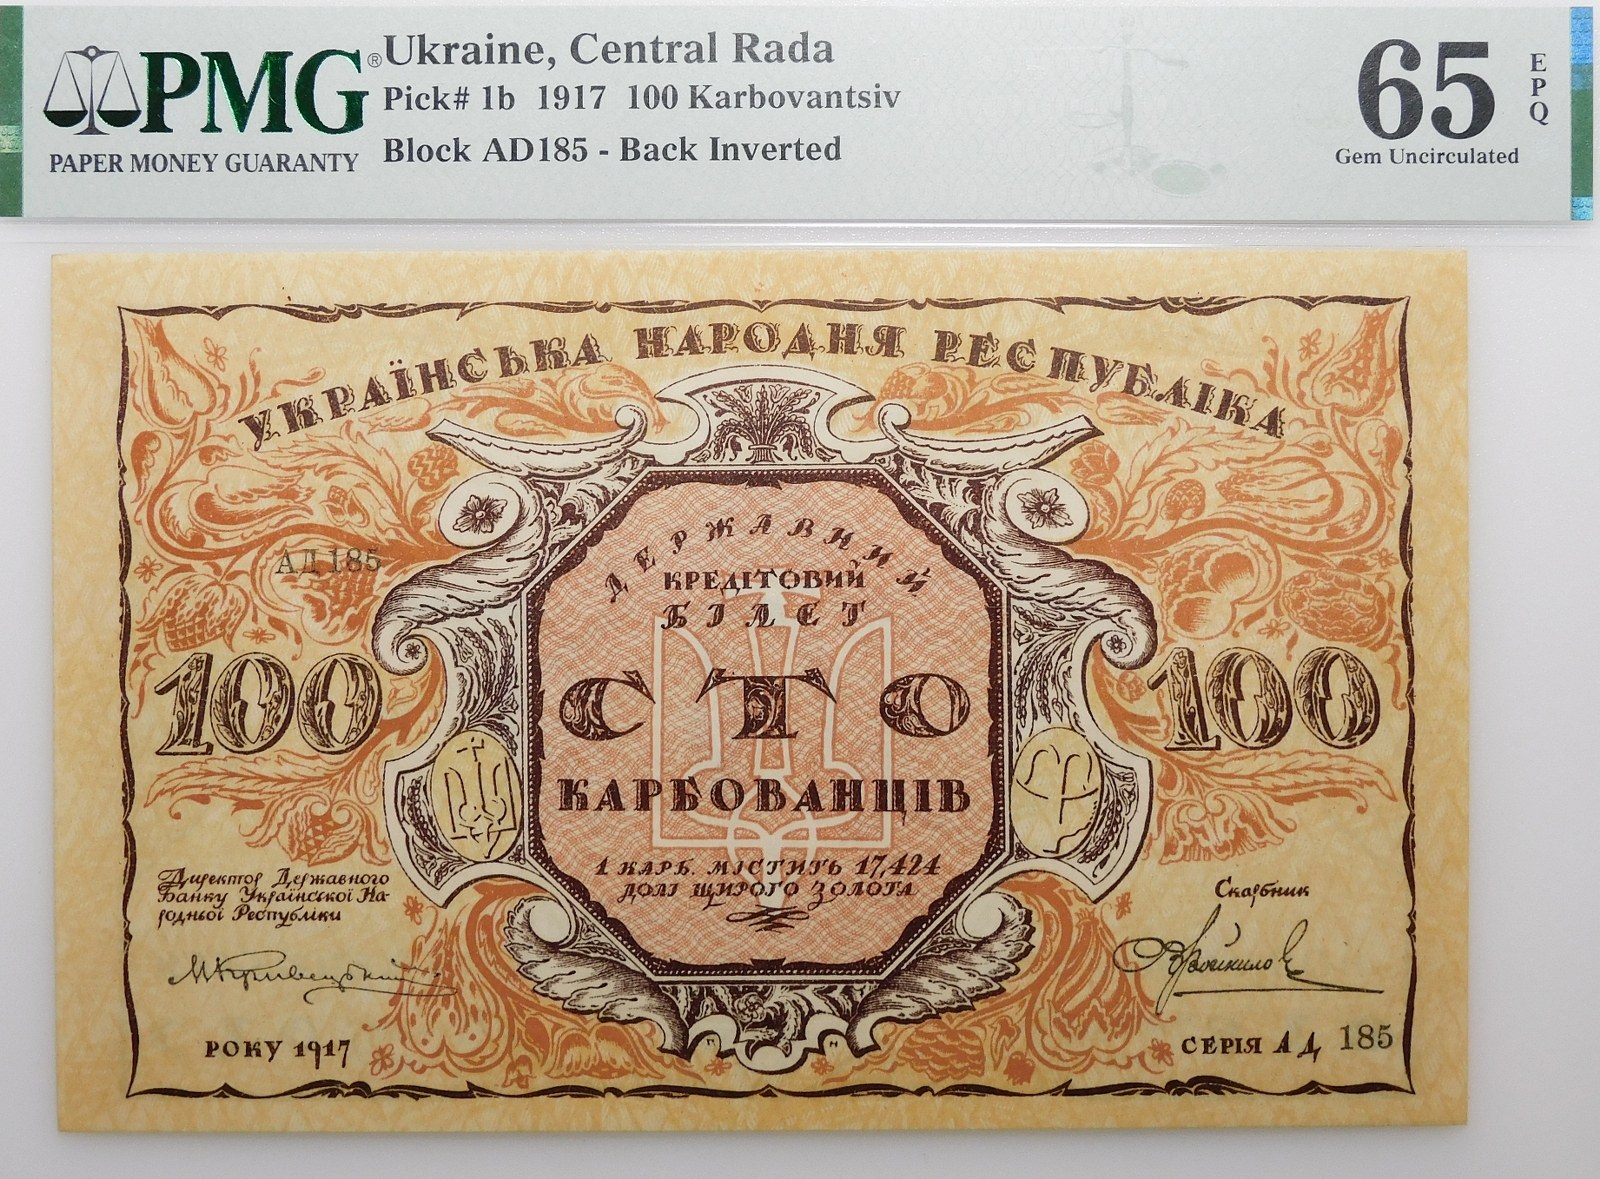 PMG®
PAPER MONEY GUARANTY
Ukraine, Central Rada
Pick# 1b 1917 100 Karbovantsiv
Block AD185 - Back Inverted
65
EPQ
Gem Uncirculated
УКРАЇНСЬКА НАРОДНЯ РЕСПУБЛІКА
ДЕРЖАВНИЙ
КРЕДІТОВИЙ
БІЛЕТ
АД 185
100
СТО
100
КАРБОВАНЦІВ
1 КАРБ. МІСТИТЬ 17,424
ДОЛІ ЩИРОГО ЗОЛОТА
Директор Державного
Банку Української На-
родньої Республіки
Скарбник
РОКУ 1917
СЕРІЯ АД 185